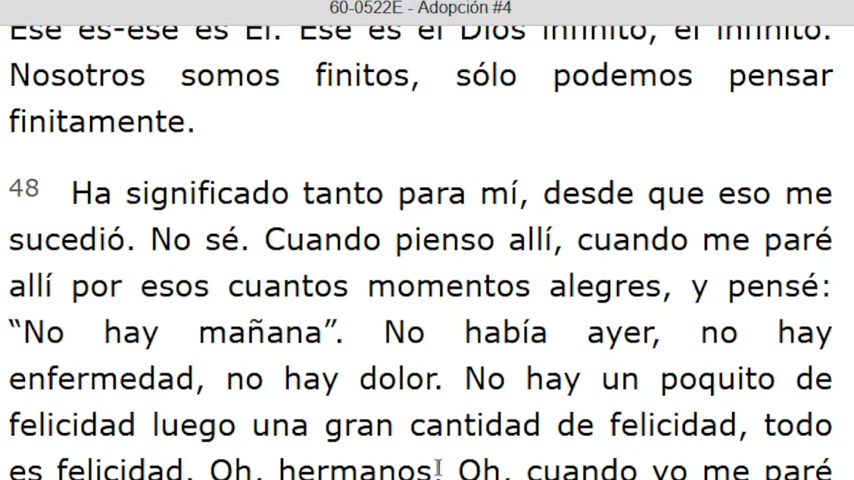 60-0522E - Adopción #4
Ese es-ese es Él. Ese es el Dios infinito, el infinito.
Nosotros somos finitos, sólo podemos pensar
finitamente.
48 Ha significado tanto para mí, desde que eso me
sucedió. No sé. Cuando pienso allí, cuando me paré
allí por esos cuantos momentos alegres, y pensé:
“No hay mañana”. No había ayer, no hay
enfermedad, no hay dolor. No hay un poquito de
felicidad luego una gran cantidad de felicidad, todo
es felicidad. Oh, hermanos! Oh, cuando yo me paré